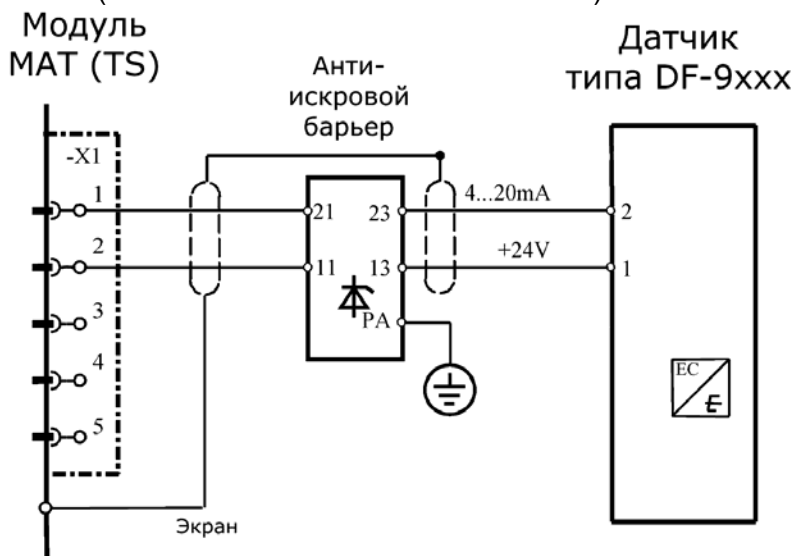 Модуль
МАТ (TS)
Анти-
искровой
барьер
Датчик
типа DF-9xxx
-X1
1
2
3
4
5
21
11
23
13
PA
4...20mA
+24V
2
1
EC
E
Экран